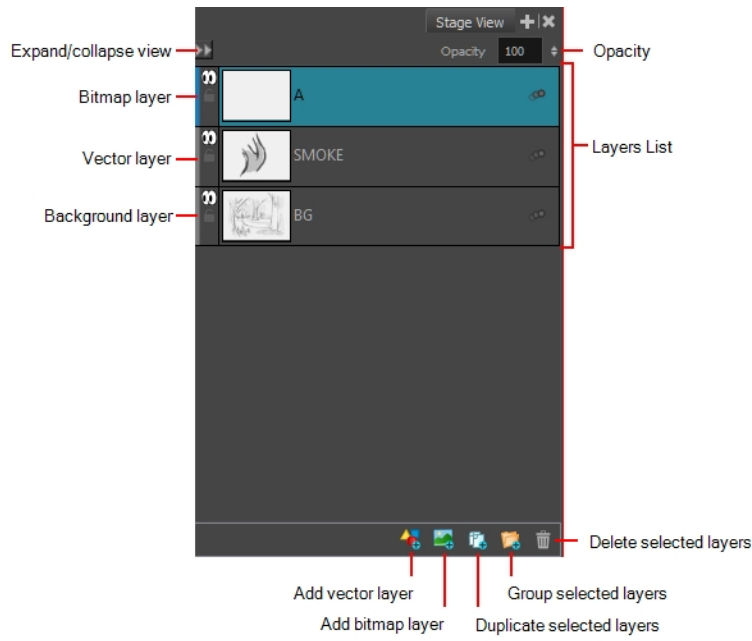 Stage View
Expand/collapse view
Opacity 100
Opacity
Bitmap layer
A
Layers List
Vector layer
SMOKE
Background layer
BG
Delete selected layers
Add vector layer
Group selected layers
Add bitmap layer
Duplicate selected layers